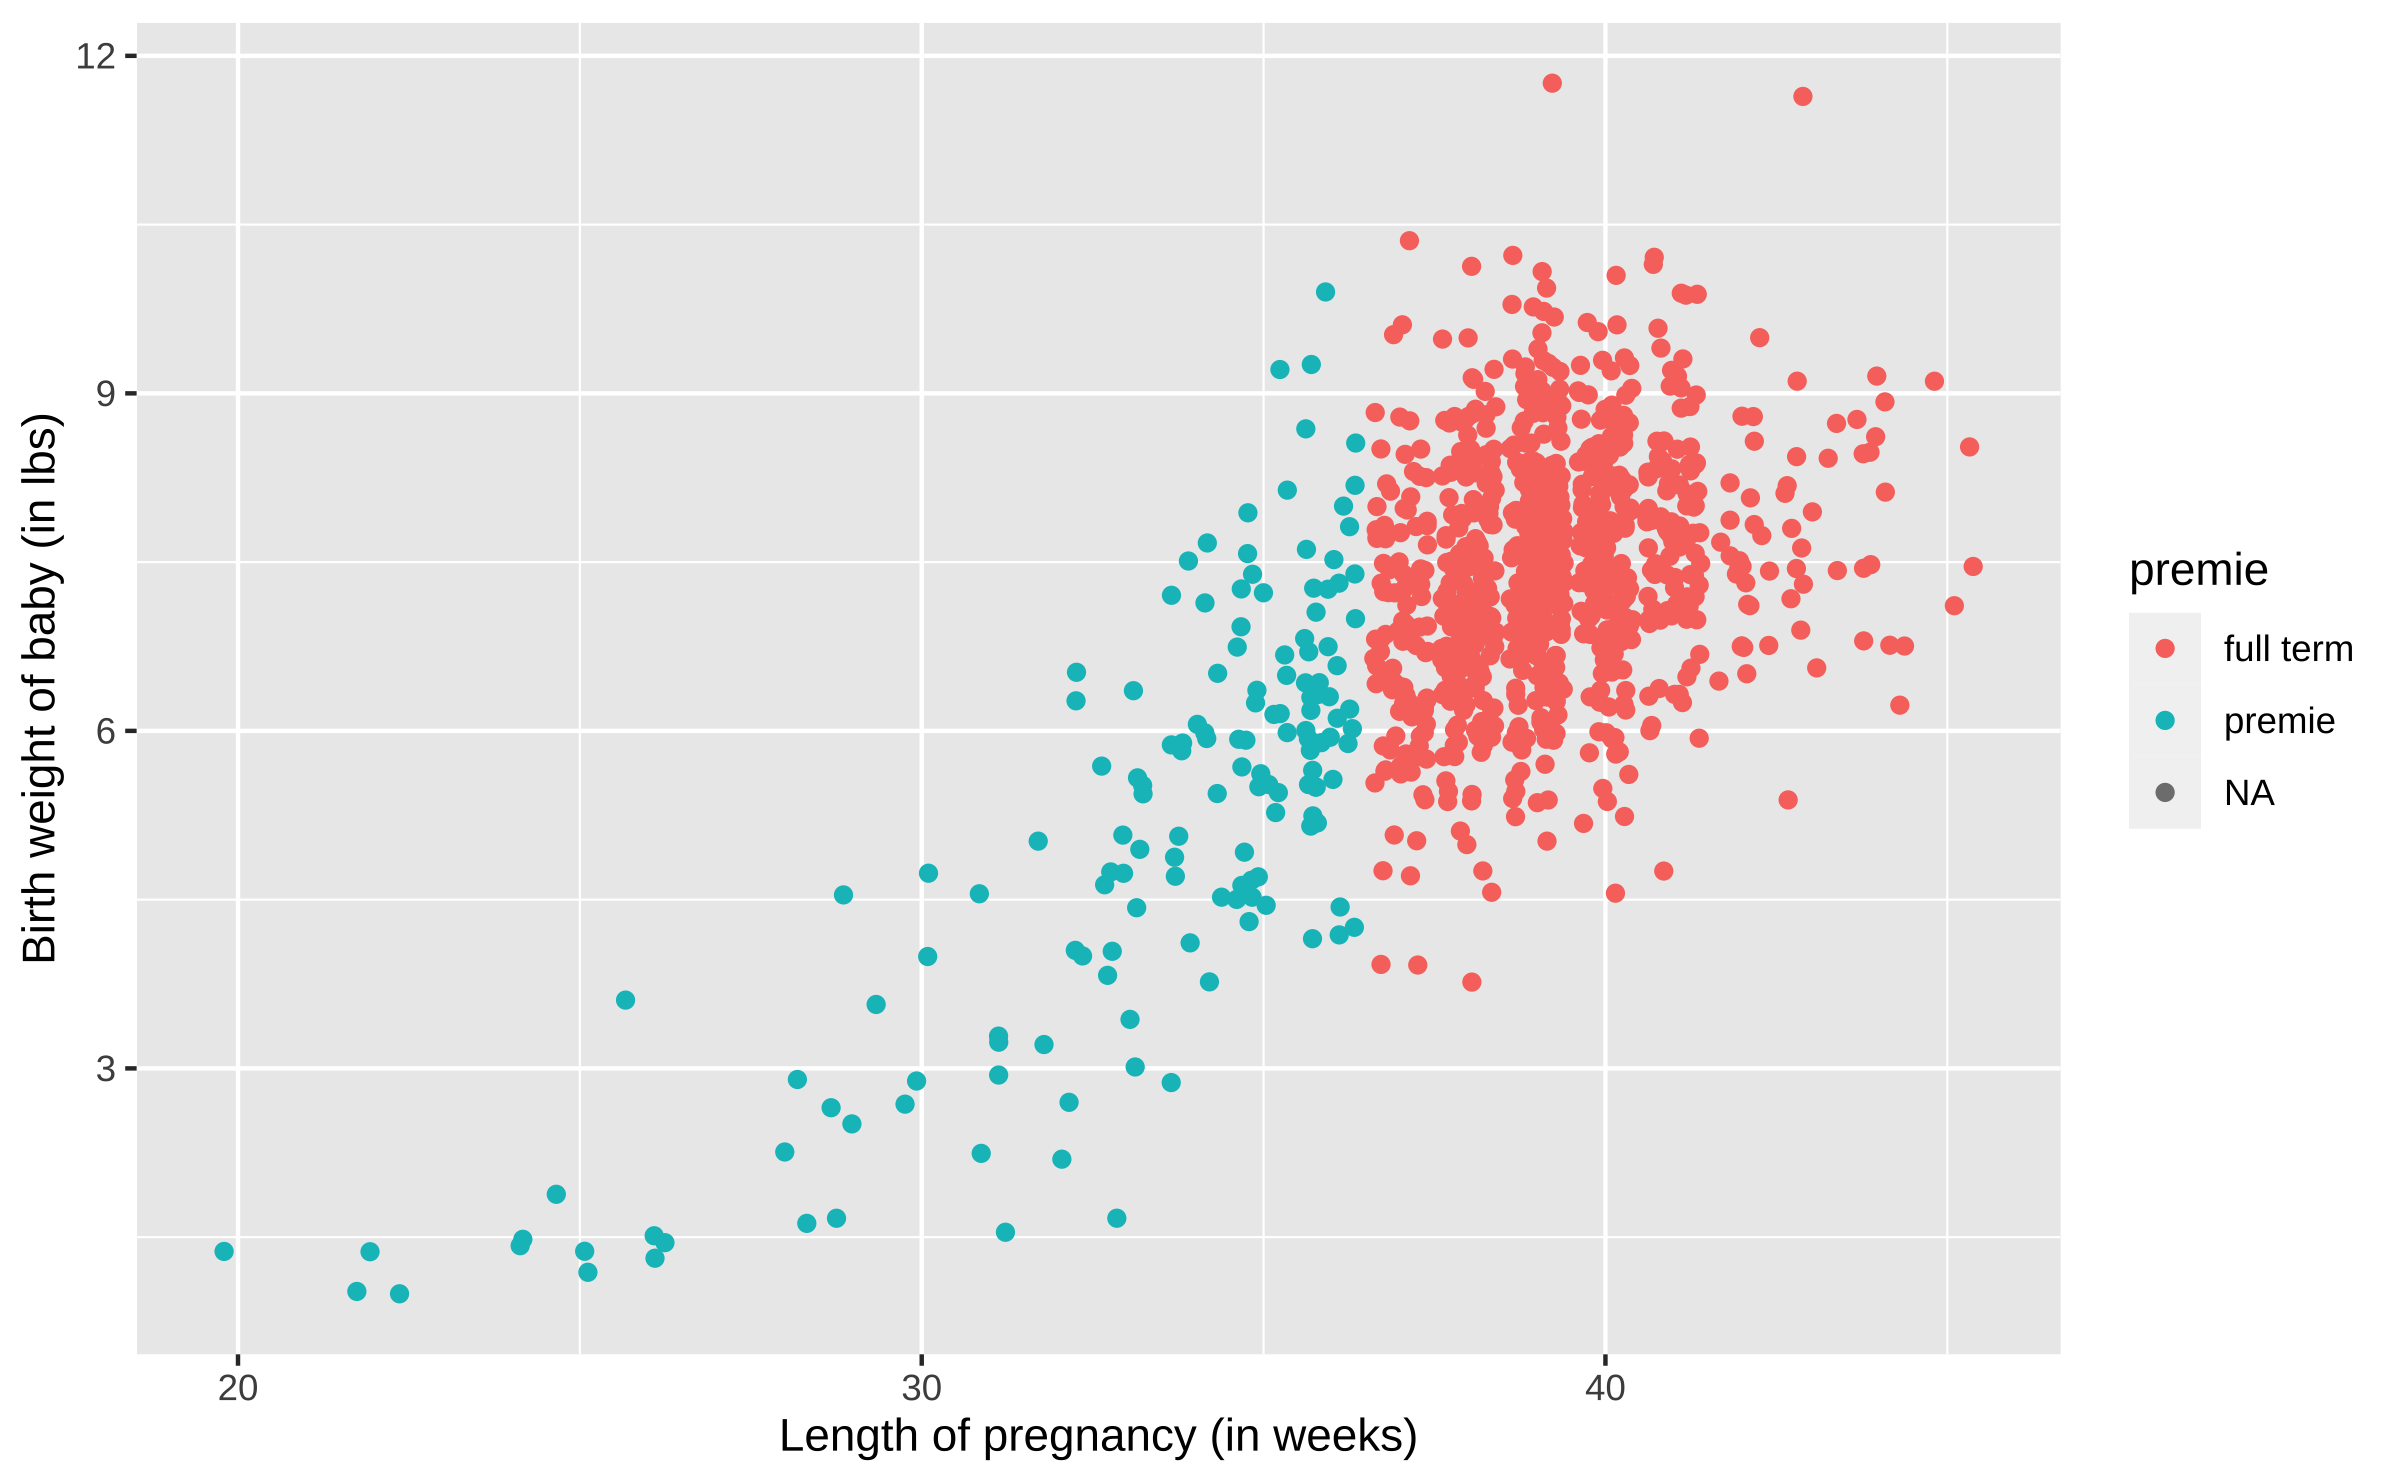 12
9
6
3
Birth weight of baby (in lbs)
20
30
40
Length of pregnancy (in weeks)
premie
full term
premie
NA